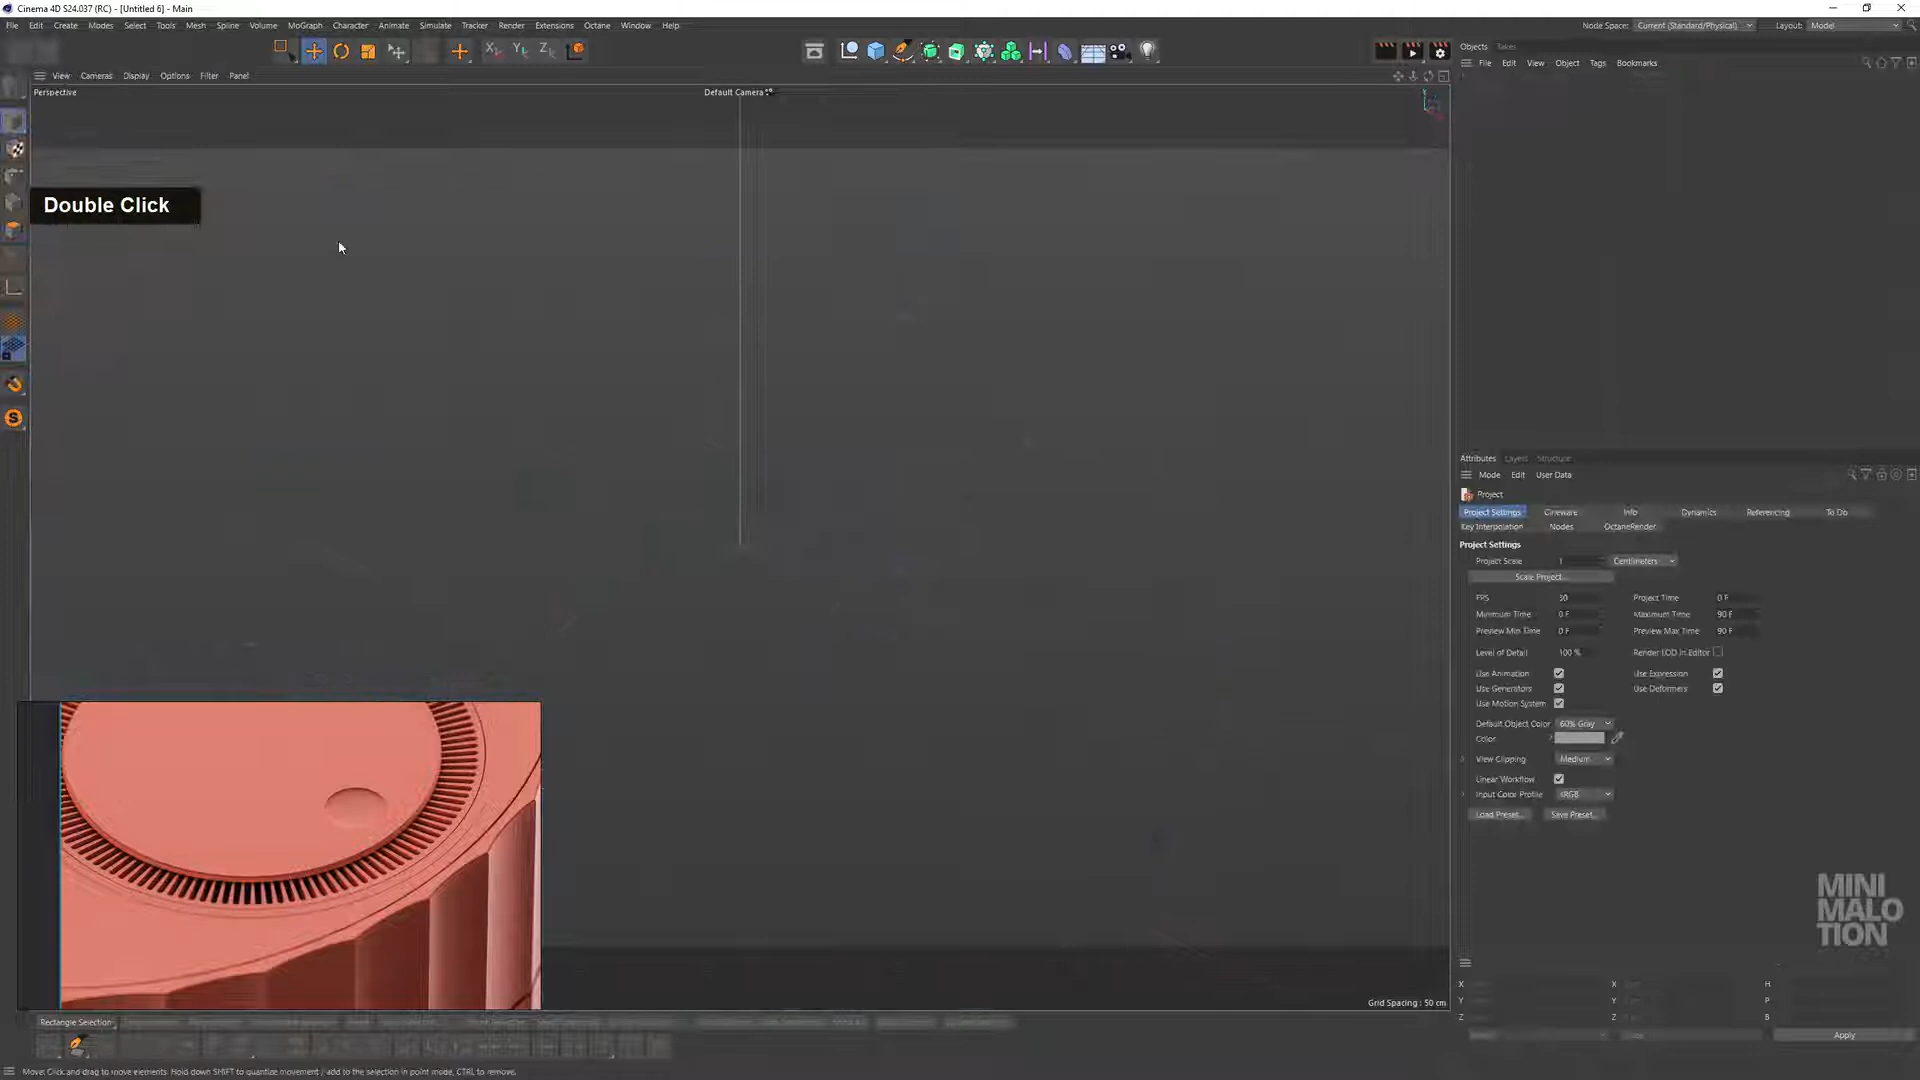 Cinema 4D S24.037 (RC) - [Untitled 6] - Main
File Edit Create Modes Select Tools Mesh Spline Volume MoGraph Character Animate Simulate Tracker Render Extensions Octane Window Help
Node Space: Current (Standard/Physical) Layout: Model
Objects Takes
File Edit View Object Tags Bookmarks
View Cameras Display Options Filter Panel
Perspective
Default Camera
Double Click
Attributes Layers Structure
Mode Edit User Data
Project
Project Settings Cineware Info Dynamics Referencing To Do
Key Interpolation Nodes OctaneRender
Project Settings
Project Scale 1 Centimeters
Scale Project...
FPS 30 Project Time 0 F
Minimum Time 0 F Maximum Time 90 F
Preview Min Time 0 F Preview Max Time 90 F
Level of Detail 100 % Render LOD in Editor
Use Animation Use Expression
Use Generators Use Deformers
Use Motion System
Default Object Color 60% Gray
Color
View Clipping Medium
Linear Workflow
Input Color Profile sRGB
Load Preset... Save Preset...
MINI
MALO
TION
X X H
Y Y P
Z Z B
Apply
Grid Spacing : 50 cm
Rectangle Selection
Move: Click and drag to move elements. Hold down SHIFT to quantize movement / add to the selection in point mode, CTRL to remove.